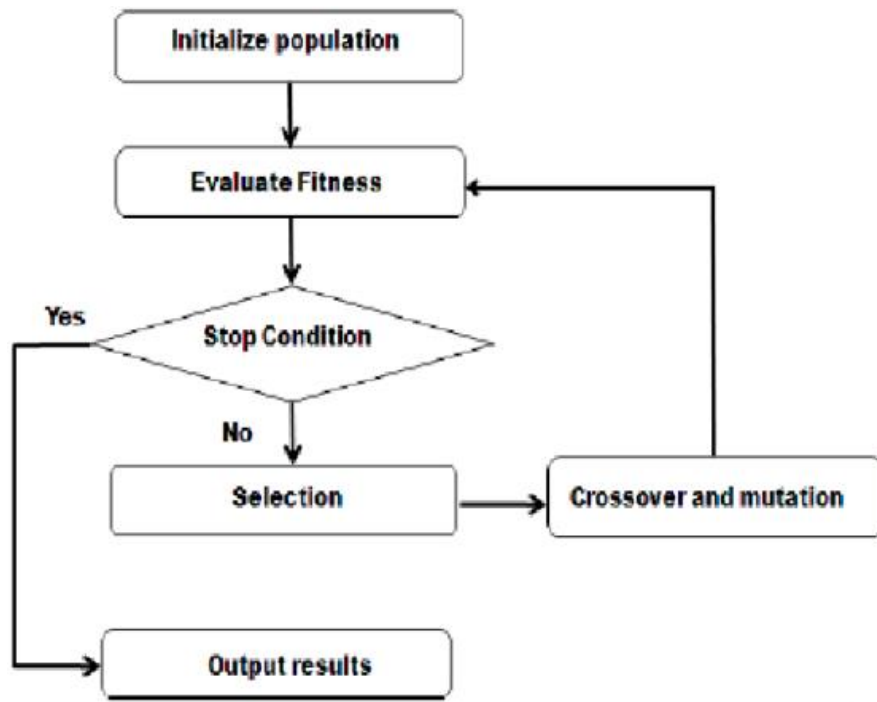 Initialize population
Evaluate Fitness
Yes
Stop Condition
No
Selection
Crossover and mutation
Output results